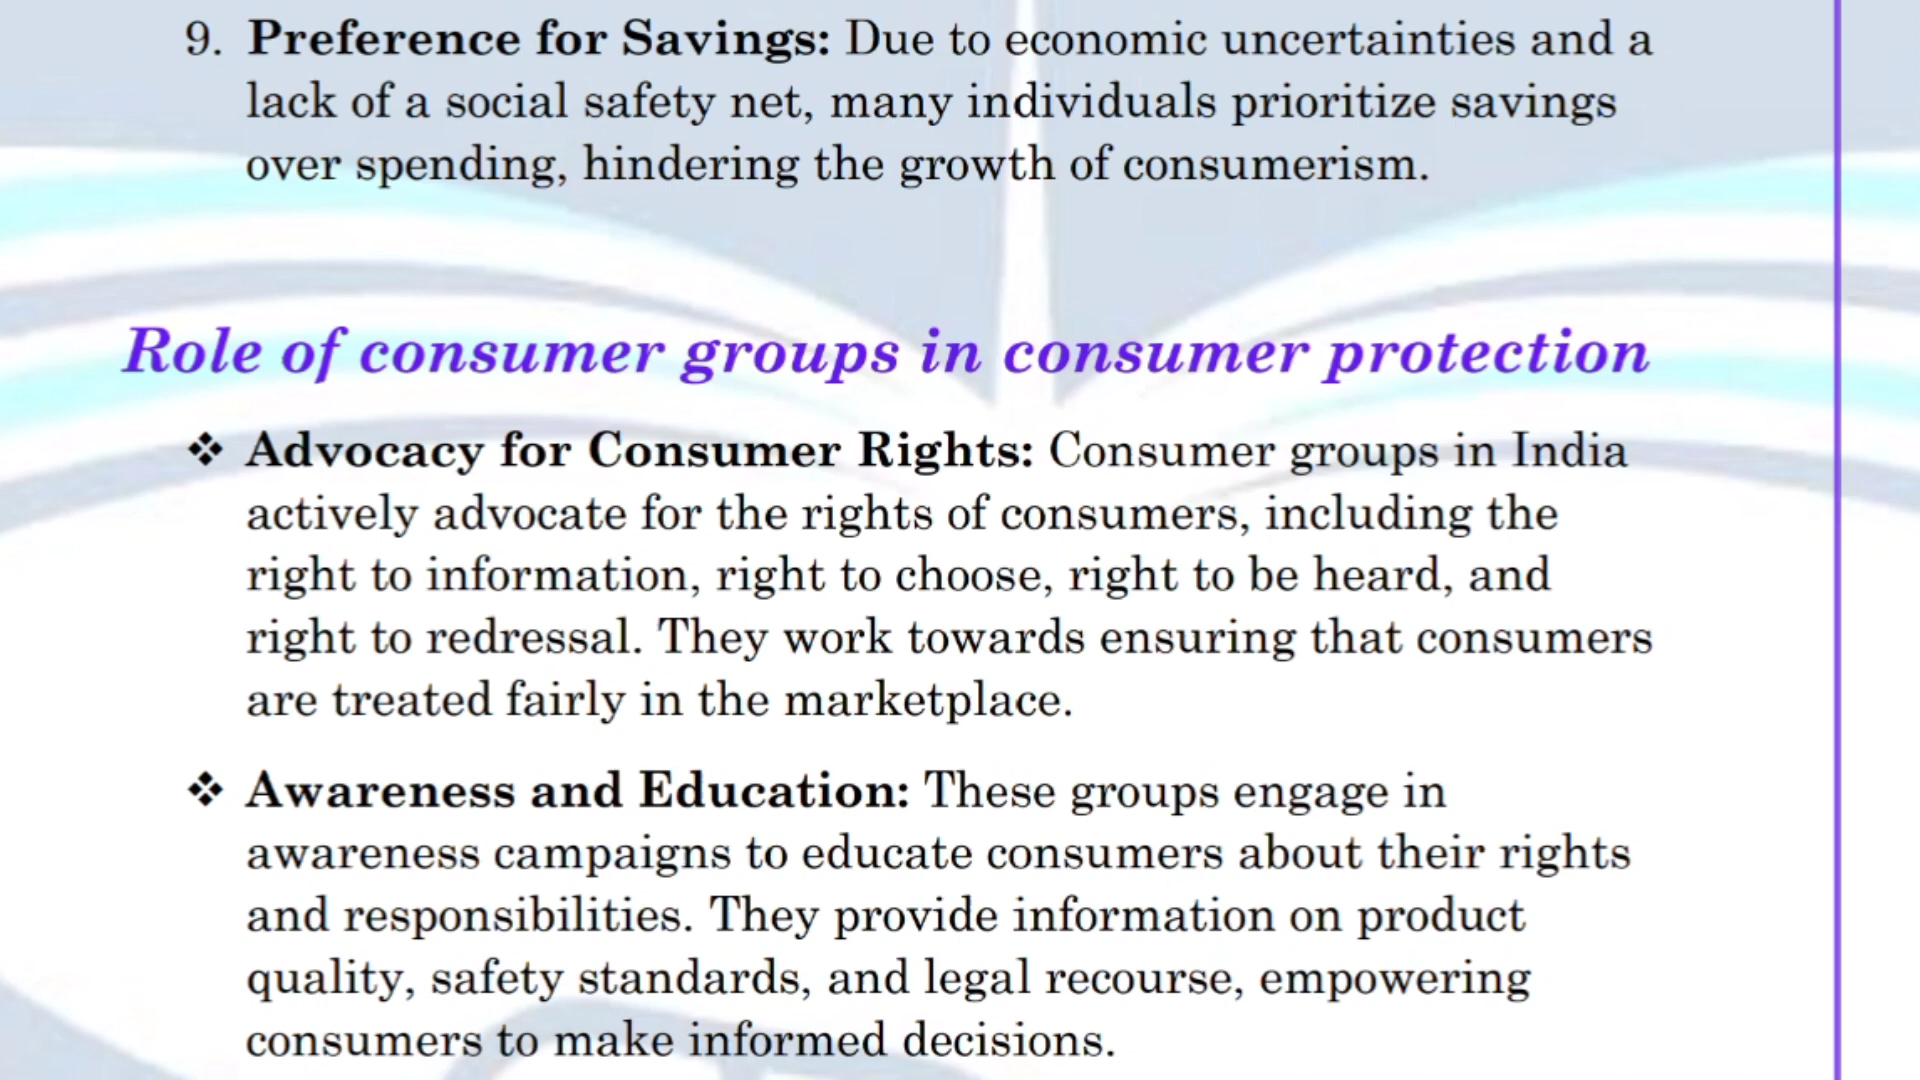 9. Preference for Savings: Due to economic uncertainties and a
lack of a social safety net, many individuals prioritize savings
over spending, hindering the growth of consumerism.
Role of consumer groups in consumer protection
❖ Advocacy for Consumer Rights: Consumer groups in India
actively advocate for the rights of consumers, including the
right to information, right to choose, right to be heard, and
right to redressal. They work towards ensuring that consumers
are treated fairly in the marketplace.
❖ Awareness and Education: These groups engage in
awareness campaigns to educate consumers about their rights
and responsibilities. They provide information on product
quality, safety standards, and legal recourse, empowering
consumers to make informed decisions.